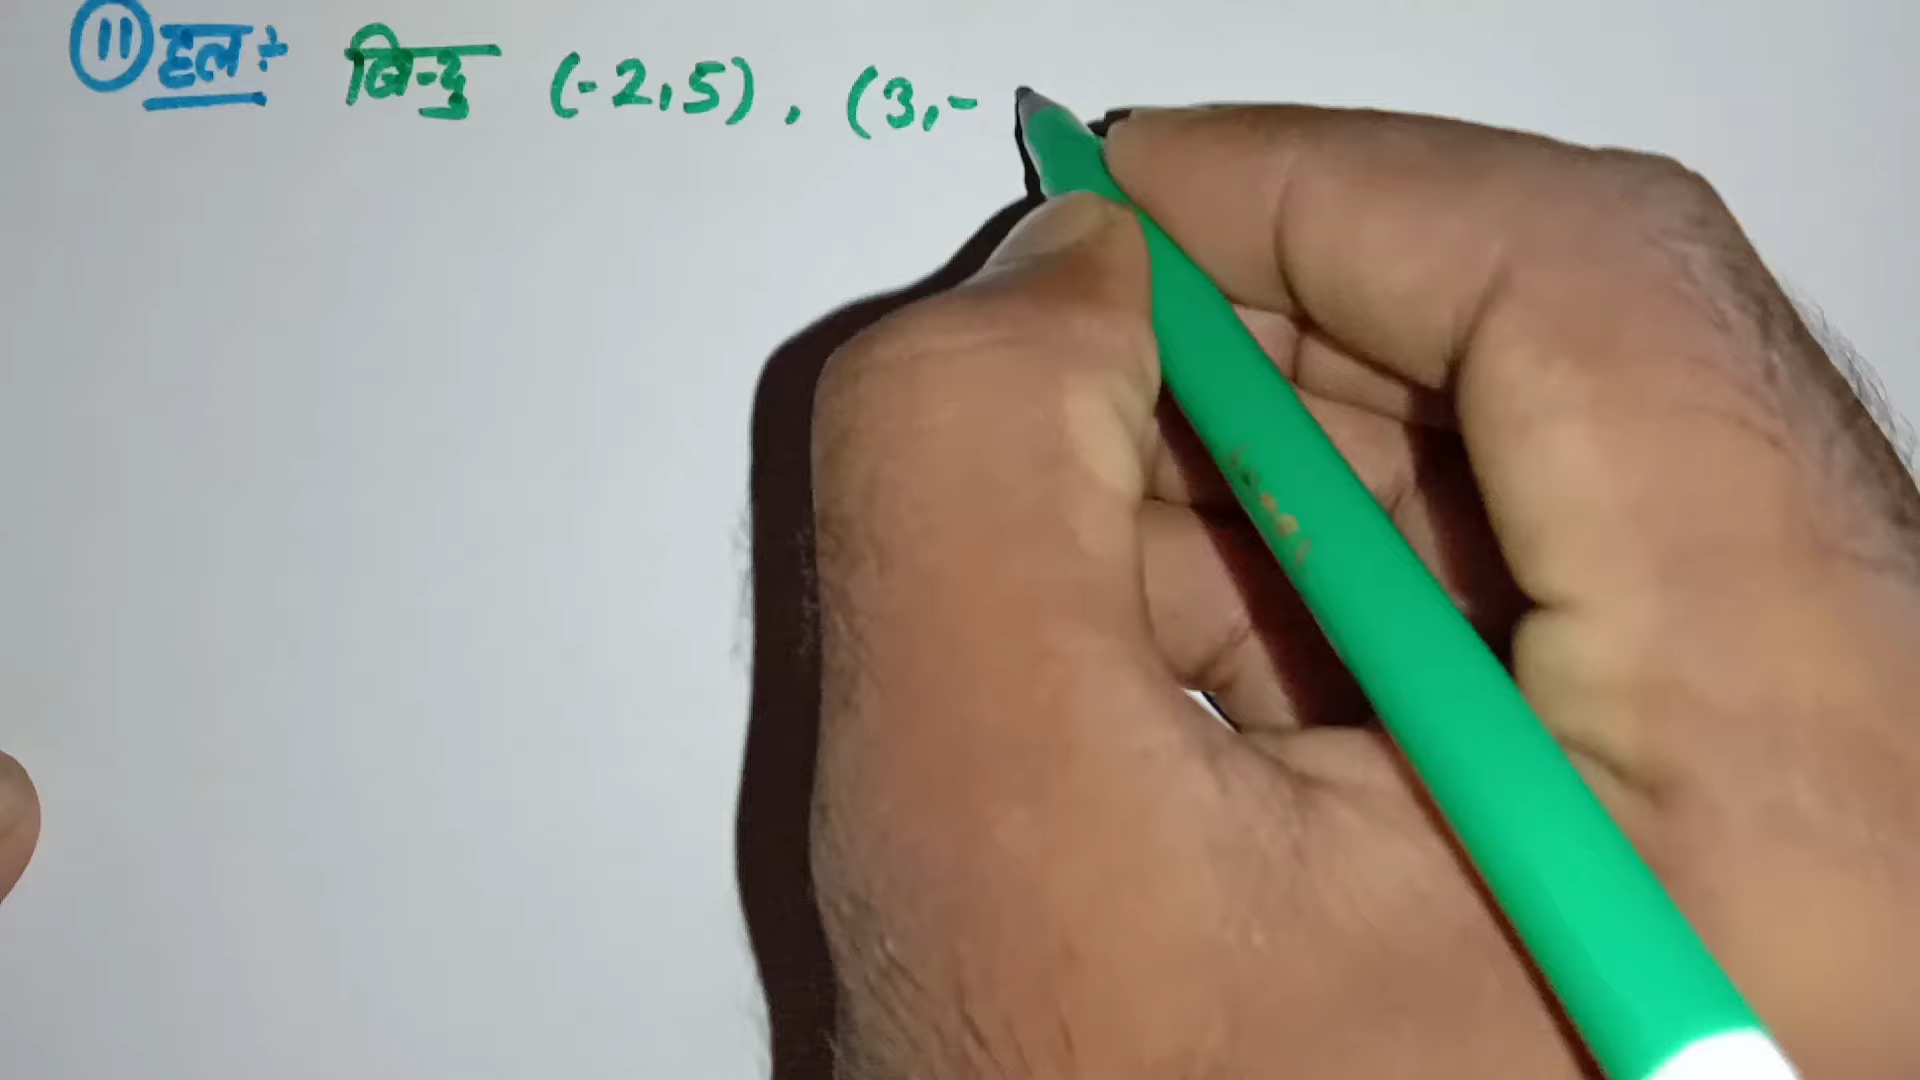 11 हल ÷ बिन्दु (-2,5), (3,-